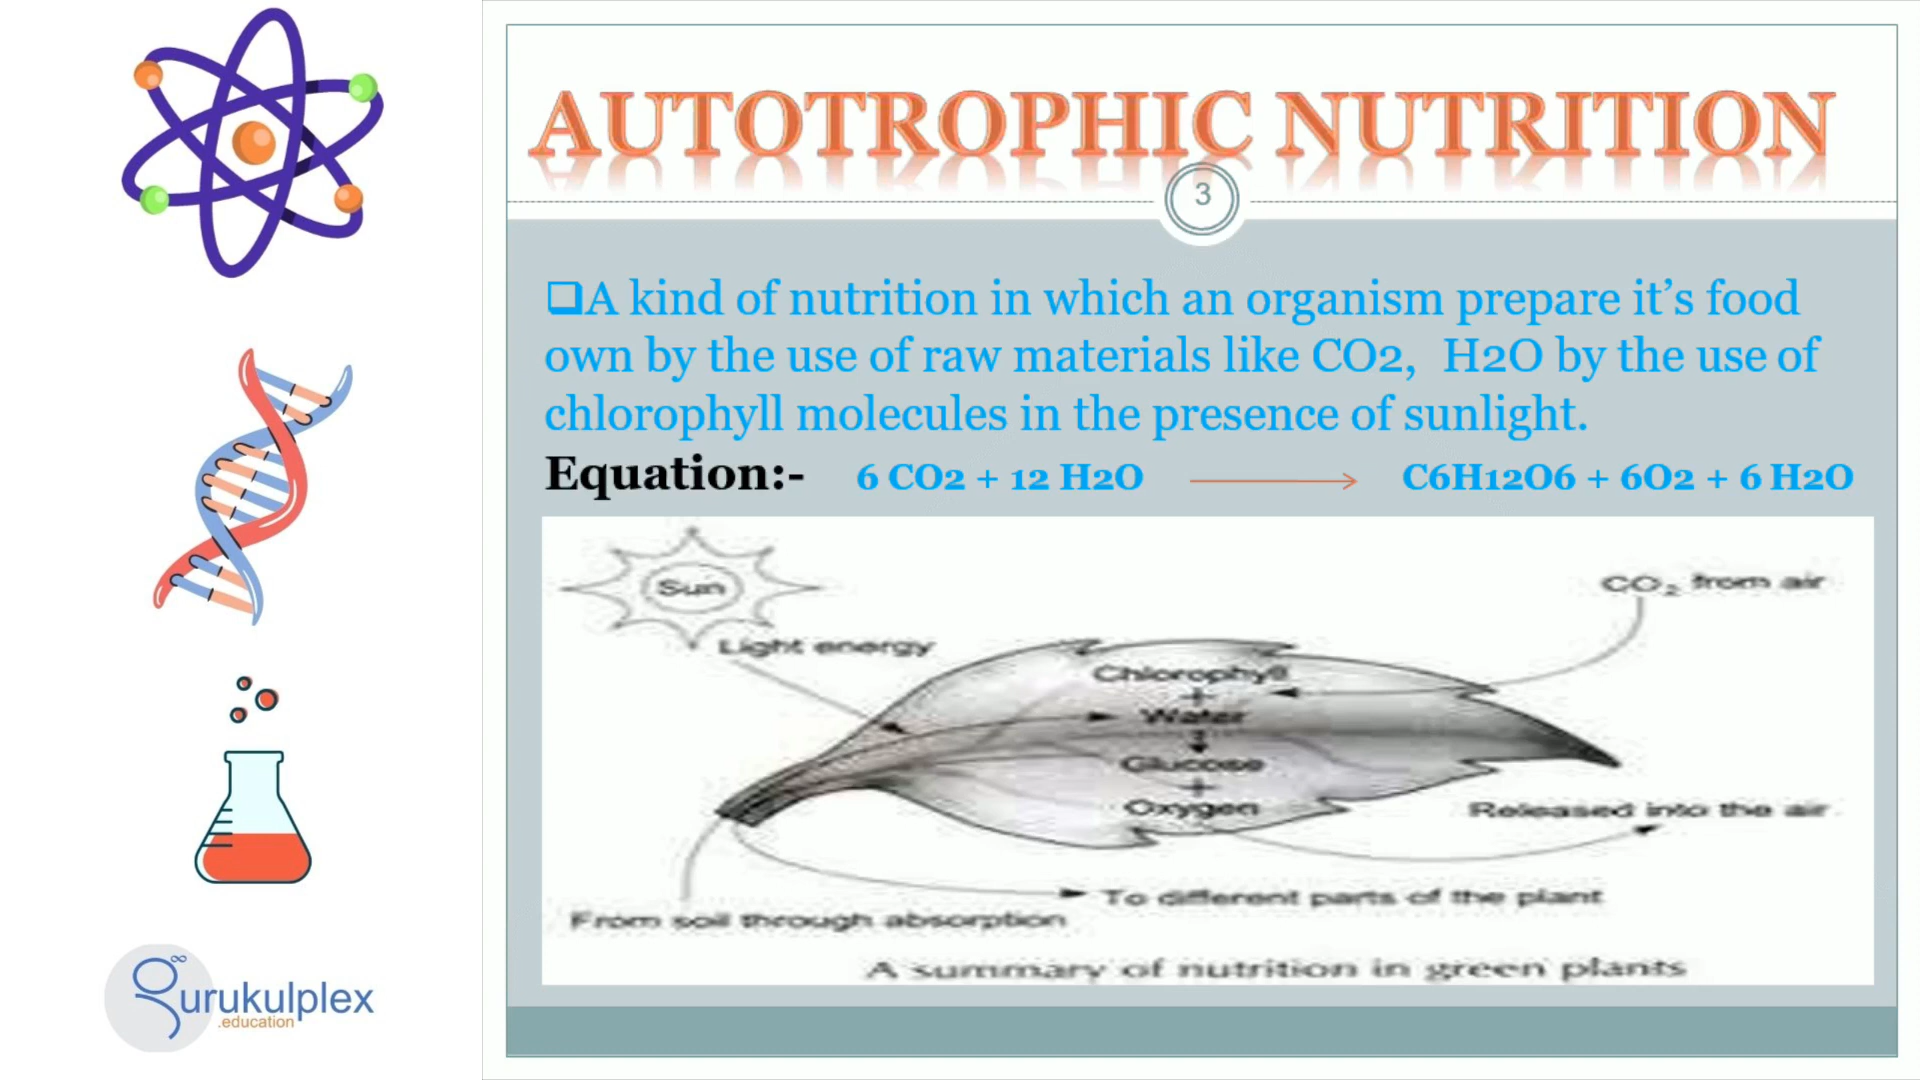 AUTOTROPHIC NUTRITION
3
❑A kind of nutrition in which an organism prepare it’s food
own by the use of raw materials like CO2, H2O by the use of
chlorophyll molecules in the presence of sunlight.
Equation:- 6 CO2 + 12 H2O → C6H12O6 + 6O2 + 6 H2O
Sun
CO₂ from air
Light energy
Chlorophyll
+
Water
Glucose
+
Oxygen
Released into the air
To different parts of the plant
From soil through absorption
A summary of nutrition in green plants
gurukulplex
.education